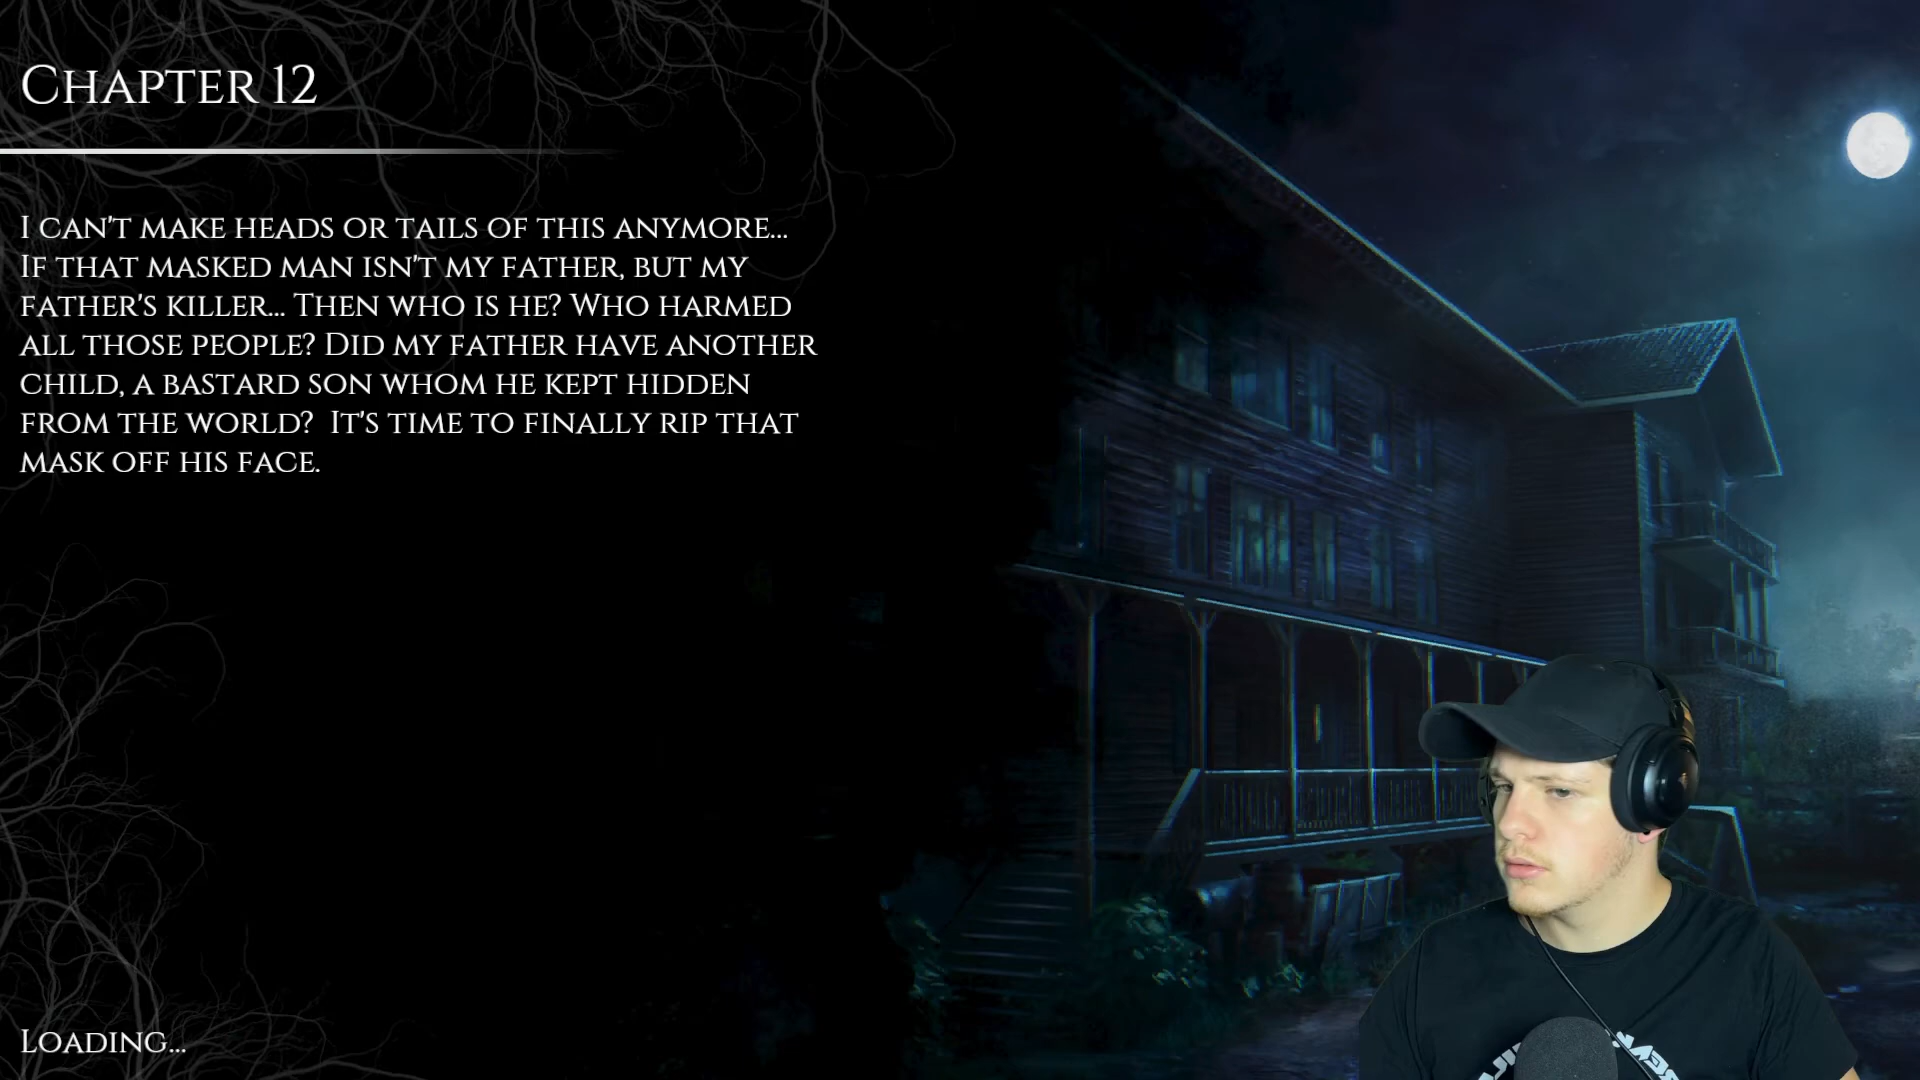 Chapter 12
I can't make heads or tails of this anymore...
If that masked man isn't my father, but my
father's killer... Then who is he? Who harmed
all those people? Did my father have another
child, a bastard son whom he kept hidden
from the world?  It's time to finally rip that
mask off his face.
Loading...